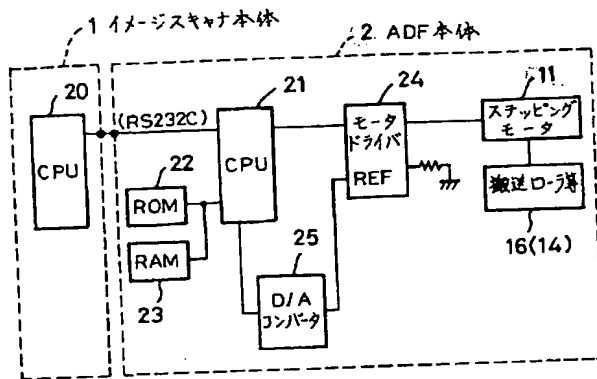 1 イメージスキャナ本体
2. ADF本体
20
CPU
(RS232C)
21
CPU
22
ROM
RAM
23
24
モータ
ドライバ
REF
25
D/A
コンバータ
11
ステッピング
モータ
搬送ローラ等
16(14)